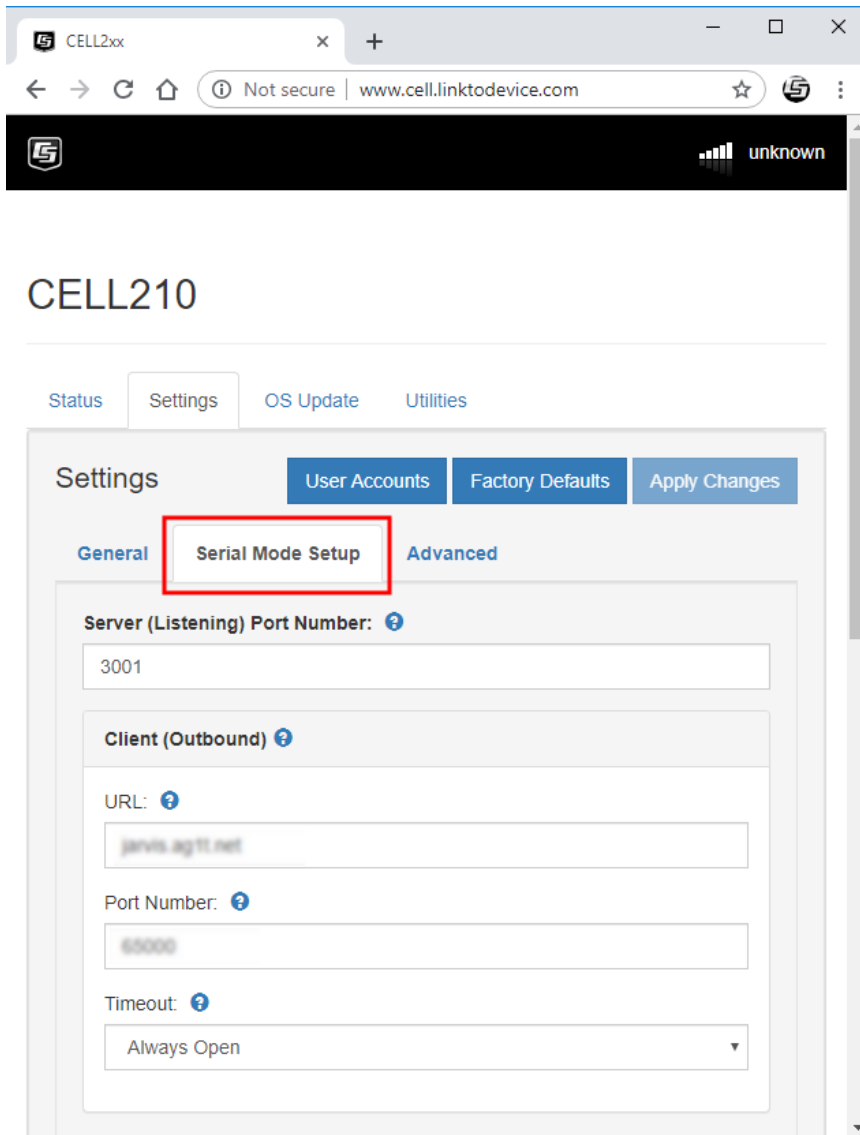 CELL2xx
Not secure | www.cell.linktodevice.com
unknown
CELL210
Status Settings OS Update Utilities
Settings User Accounts Factory Defaults Apply Changes
General Serial Mode Setup Advanced
Server (Listening) Port Number:
3001
Client (Outbound)
URL:
Port Number:
65000
Timeout:
Always Open